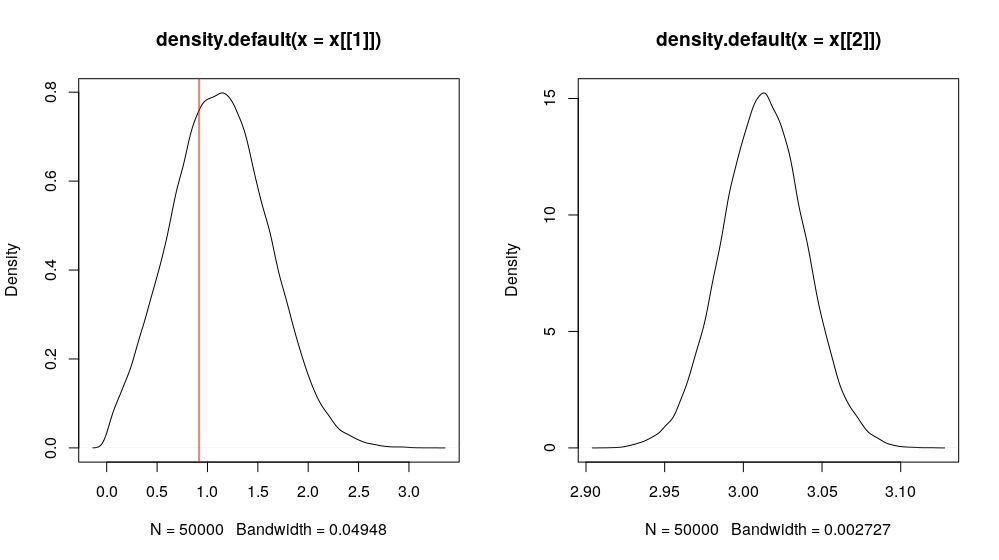 density.default(x = x[[1]])
Density
0.0
0.2
0.4
0.6
0.8
0.0 0.5 1.0 1.5 2.0 2.5 3.0
N = 50000 Bandwidth = 0.04948
density.default(x = x[[2]])
Density
0
5
10
15
2.90 2.95 3.00 3.05 3.10
N = 50000 Bandwidth = 0.002727